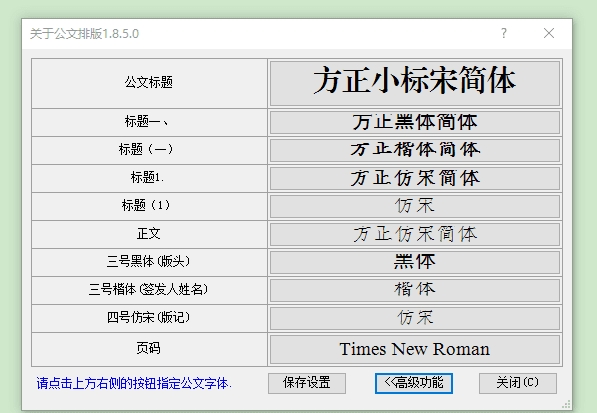 关于公文排版1.8.5.0
公文标题 方正小标宋简体
标题一、 方正黑体简体
标题（一） 方正楷体简体
标题1. 方正仿宋简体
标题（1） 仿宋
正文 方正仿宋简体
三号黑体(版头) 黑体
三号楷体(签发人姓名) 楷体
四号仿宋(版记) 仿宋
页码 Times New Roman
请点击上方右侧的按钮指定公文字体. 保存设置 <<高级功能 关闭(C)